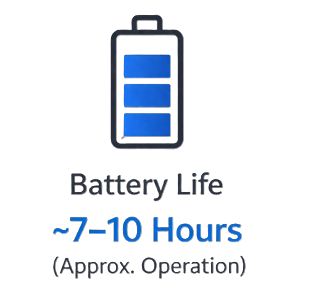 Battery Life
~7–10 Hours
(Approx. Operation)